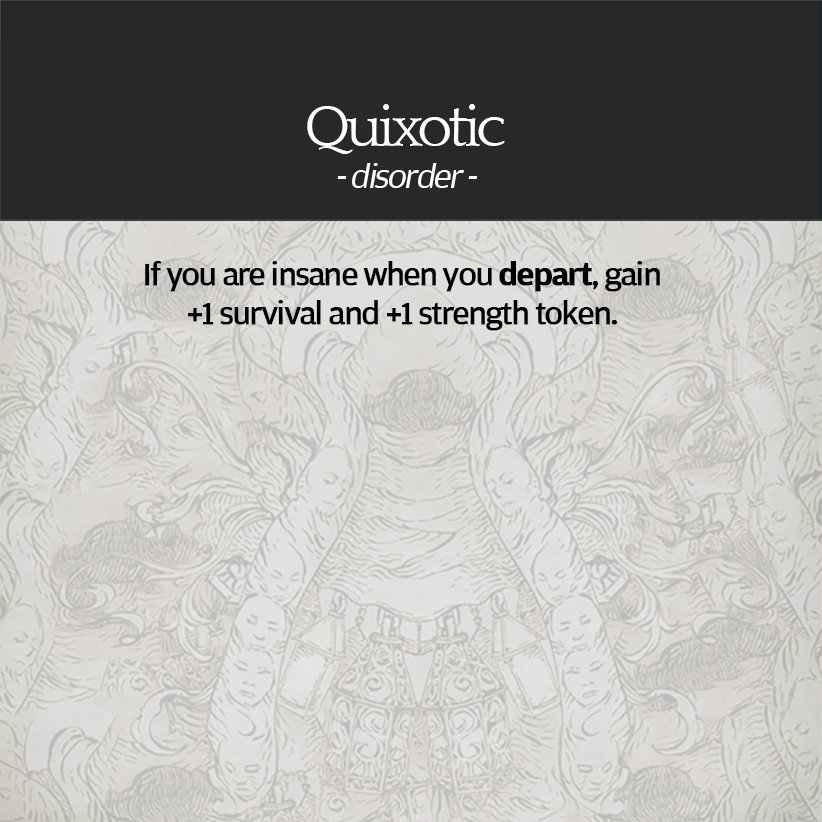 Quixotic
- disorder -
If you are insane when you depart, gain
+1 survival and +1 strength token.